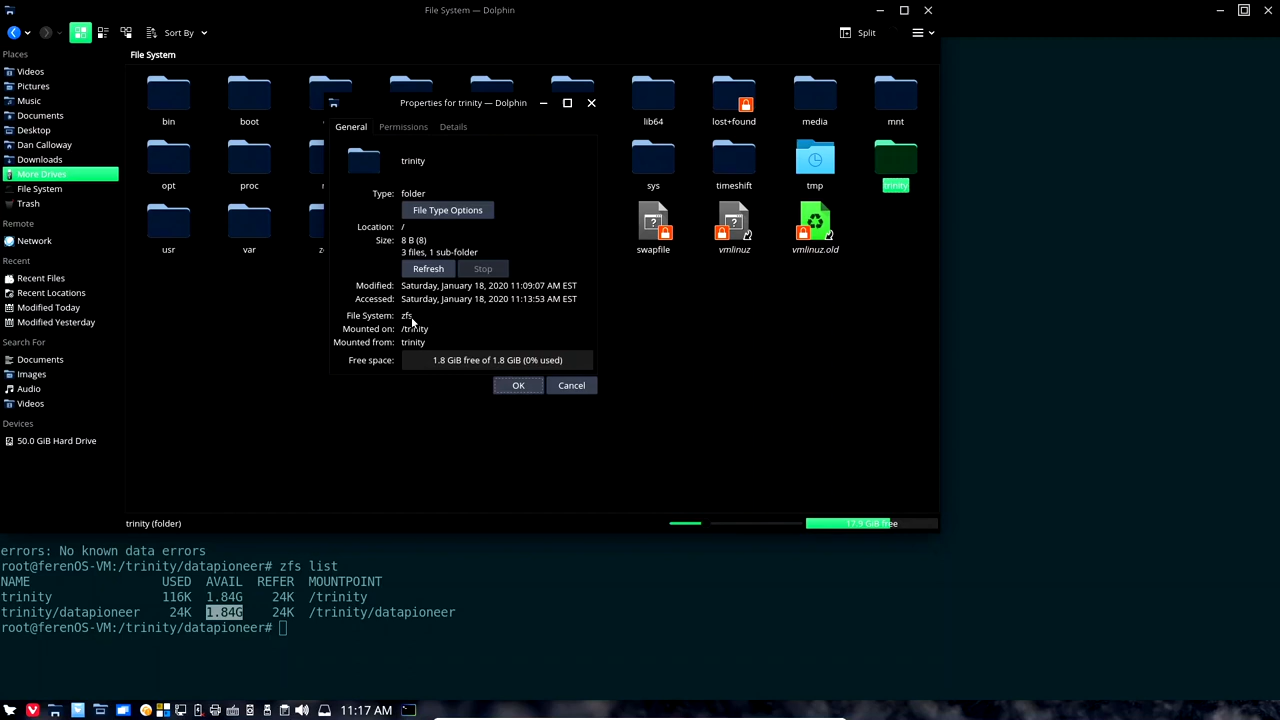 File System — Dolphin
Sort By
Split
Places
Videos
Pictures
Music
Documents
Desktop
Dan Calloway
Downloads
More Drives
File System
Trash
Remote
Network
Recent
Recent Files
Recent Locations
Modified Today
Modified Yesterday
Search For
Documents
Images
Audio
Videos
Devices
50.0 GiB Hard Drive
File System
bin boot lib64 lost+found media mnt
opt proc sys timeshift tmp trinity
usr var swapfile vmlinuz vmlinuz.old
Properties for trinity — Dolphin
General Permissions Details
trinity
Type: folder
File Type Options
Location: /
Size: 8 B (8)
3 files, 1 sub-folder
Refresh Stop
Modified: Saturday, January 18, 2020 11:09:07 AM EST
Accessed: Saturday, January 18, 2020 11:13:53 AM EST
File System: zfs
Mounted on: /trinity
Mounted from: trinity
Free space: 1.8 GiB free of 1.8 GiB (0% used)
OK Cancel
trinity (folder)
17.9 GiB free
errors: No known data errors
root@ferenOS-VM:/trinity/datapioneer# zfs list
NAME USED AVAIL REFER MOUNTPOINT
trinity 116K 1.84G 24K /trinity
trinity/datapioneer 24K 1.84G 24K /trinity/datapioneer
root@ferenOS-VM:/trinity/datapioneer#
11:17 AM